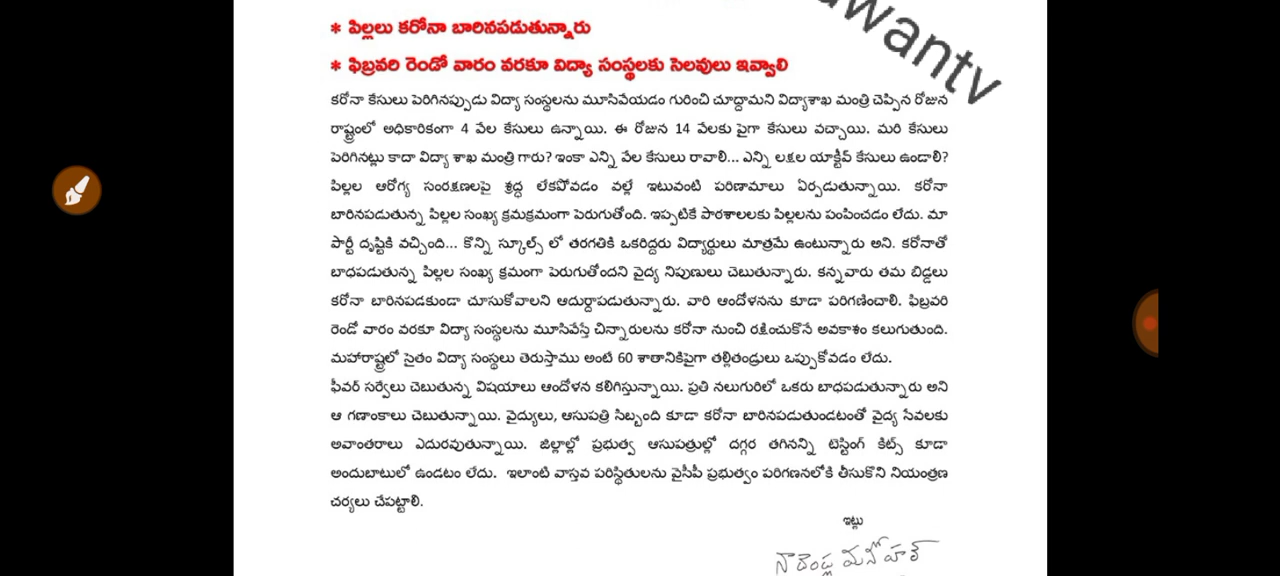 * పిల్లలు కరోనా బారినపడుతున్నారు
* ఫిబ్రవరి రెండో వారం వరకూ విద్యా సంస్థలకు సెలవులు ఇవ్వాలి
wantv
కరోనా కేసులు పెరిగినప్పుడు విద్యా సంస్థలను మూసివేయడం గురించి చూద్దామని విద్యాశాఖ మంత్రి చెప్పిన రోజున
రాష్ట్రంలో అధికారికంగా 4 వేల కేసులు ఉన్నాయి. ఈ రోజున 14 వేలకు పైగా కేసులు వచ్చాయి. మరి కేసులు
పెరిగినట్లు కాదా విద్యా శాఖ మంత్రి గారు? ఇంకా ఎన్ని వేల కేసులు రావాలి... ఎన్ని లక్షల యాక్టీవ్ కేసులు ఉండాలి?
పిల్లల ఆరోగ్య సంరక్షణలపై శ్రద్ధ లేకపోవడం వల్లే ఇటువంటి పరిణామాలు ఏర్పడుతున్నాయి. కరోనా
బారినపడుతున్న పిల్లల సంఖ్య క్రమక్రమంగా పెరుగుతోంది. ఇప్పటికే పాఠశాలలకు పిల్లలను పంపించడం లేదు. మా
పార్టీ దృష్టికి వచ్చింది... కొన్ని స్కూల్స్ లో తరగతికి ఒకరిద్దరు విద్యార్థులు మాత్రమే ఉంటున్నారు అని. కరోనాతో
బాధపడుతున్న పిల్లల సంఖ్య క్రమంగా పెరుగుతోందని వైద్య నిపుణులు చెబుతున్నారు. కన్నవారు తమ బిడ్డలు
కరోనా బారినపడకుండా చూసుకోవాలని ఆదుర్దాపడుతున్నారు. వారి ఆందోళనను కూడా పరిగణించాలి. ఫిబ్రవరి
రెండో వారం వరకూ విద్యా సంస్థలను మూసివేస్తే చిన్నారులను కరోనా నుంచి రక్షించుకొనే అవకాశం కలుగుతుంది.
మహారాష్ట్రలో సైతం విద్యా సంస్థలు తెరుస్తాము అంటే 60 శాతానికిపైగా తల్లితండ్రులు ఒప్పుకోవడం లేదు.
ఫీవర్ సర్వేలు చెబుతున్న విషయాలు ఆందోళన కలిగిస్తున్నాయి. ప్రతి నలుగురిలో ఒకరు బాధపడుతున్నారు అని
ఆ గణాంకాలు చెబుతున్నాయి. వైద్యులు, ఆసుపత్రి సిబ్బంది కూడా కరోనా బారినపడుతుండటంతో వైద్య సేవలకు
అవాంతరాలు ఎదురవుతున్నాయి. జిల్లాల్లో ప్రభుత్వ ఆసుపత్రుల్లో దగ్గర తగినన్ని టెస్టింగ్ కిట్స్ కూడా
అందుబాటులో ఉండటం లేదు. ఇలాంటి వాస్తవ పరిస్థితులను వైసీపీ ప్రభుత్వం పరిగణనలోకి తీసుకొని నియంత్రణ
చర్యలు చేపట్టాలి.
ఇట్లు
నాదెండ్ల మనోహర్